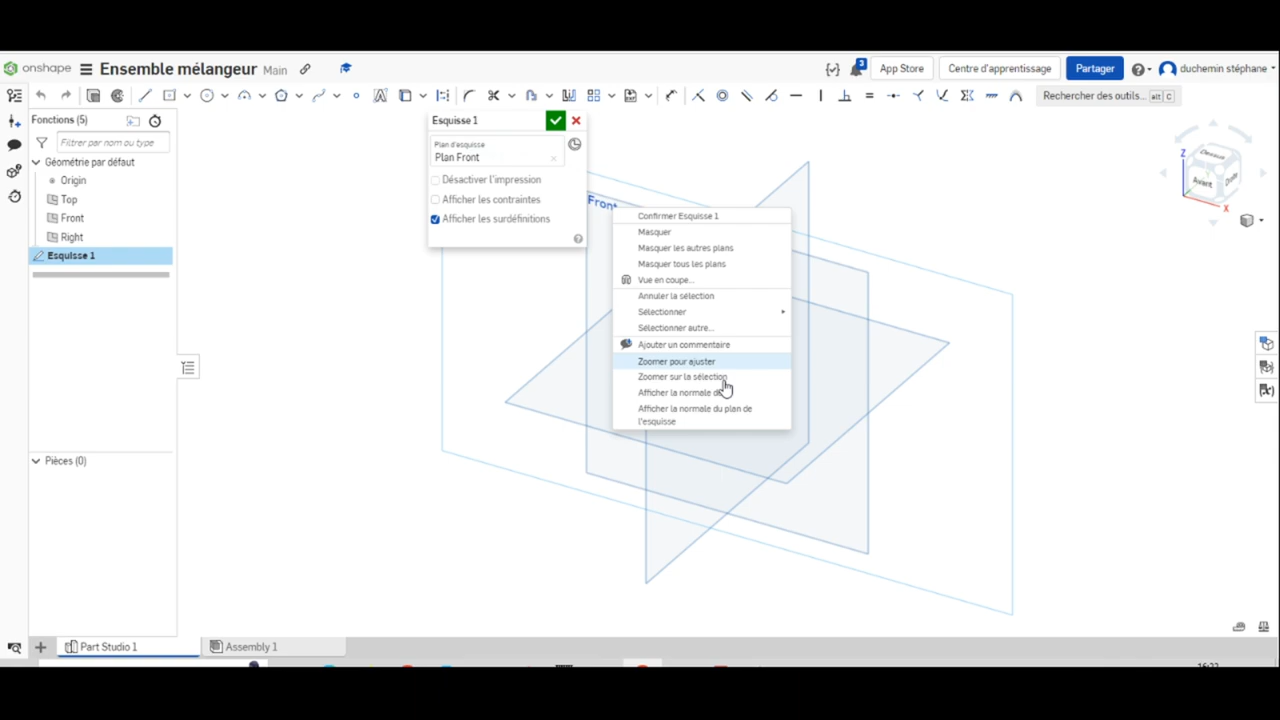 onshape Ensemble mélangeur Main
3
App Store Centre d'apprentissage Partager duchemin stéphane
Rechercher des outils... alt C
Fonctions (5)
Filtrer par nom ou type
Géométrie par défaut
Origin
Top
Front
Right
Esquisse 1
Pièces (0)
Esquisse 1
Plan d'esquisse
Plan Front
Désactiver l'impression
Afficher les contraintes
Afficher les surdéfinitions
Front
Confirmer Esquisse 1
Masquer
Masquer les autres plans
Masquer tous les plans
Vue en coupe...
Annuler la sélection
Sélectionner
Sélectionner autre...
Ajouter un commentaire
Zoomer pour ajuster
Zoomer sur la sélection
Afficher la normale
Afficher la normale du plan de
l'esquisse
Z
Dessus
Avant
Droite
X
Part Studio 1
Assembly 1